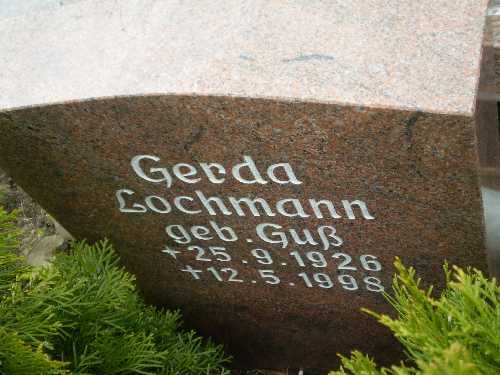 Gerda
Lochmann
geb. Guß
+25.9.1926
+12.5.1998